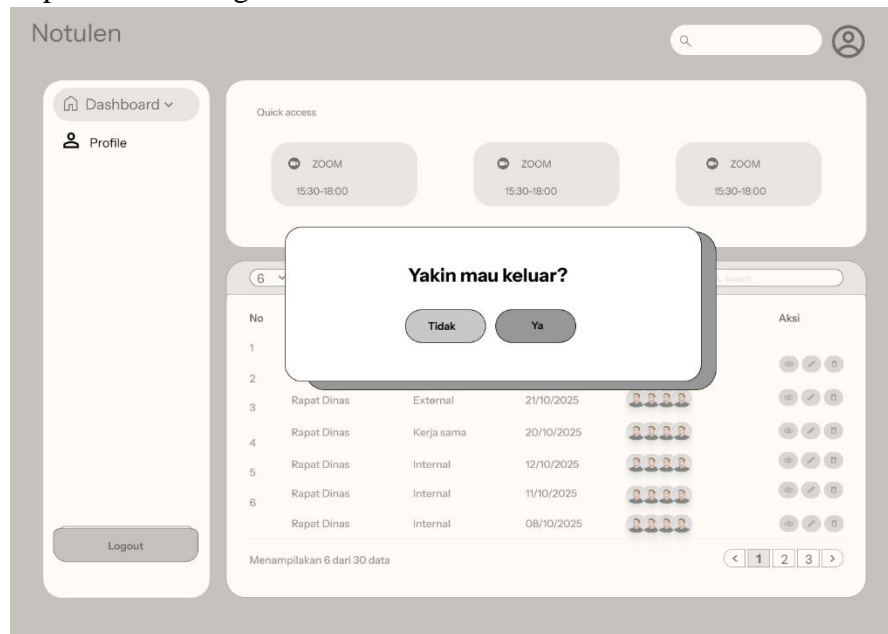 Notulen
Dashboard
Profile
Logout
Quick access
ZOOM
15:30-18:00
ZOOM
15:30-18:00
ZOOM
15:30-18:00
Yakin mau keluar?
Tidak
Ya
6
Search
No
Aksi
1
2
3
Rapat Dinas External 21/10/2025
4
Rapat Dinas Kerja sama 20/10/2025
5
Rapat Dinas Internal 12/10/2025
6
Rapat Dinas Internal 11/10/2025
Rapat Dinas Internal 08/10/2025
Menampilakan 6 dari 30 data
< 1 2 3 >